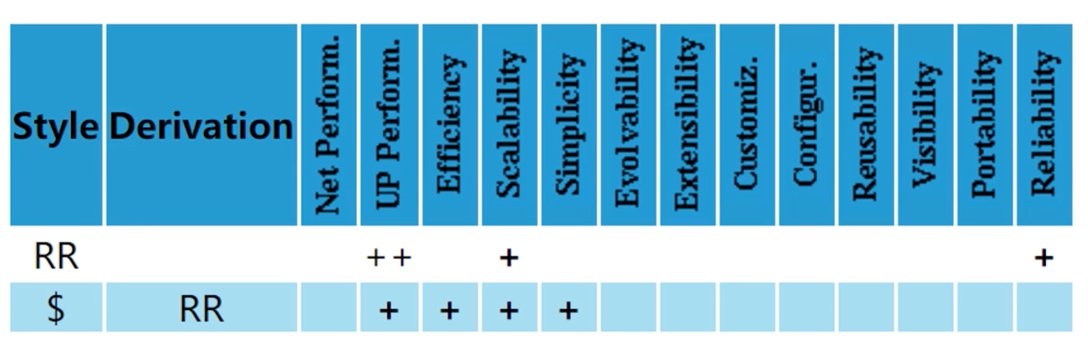 Style Derivation Net Perform. UP Perform. Efficiency Scalability Simplicity Evolvability Extensibility Customiz. Configur. Reusability Visibility Portability Reliability
RR ++ + +
$ RR + + + +